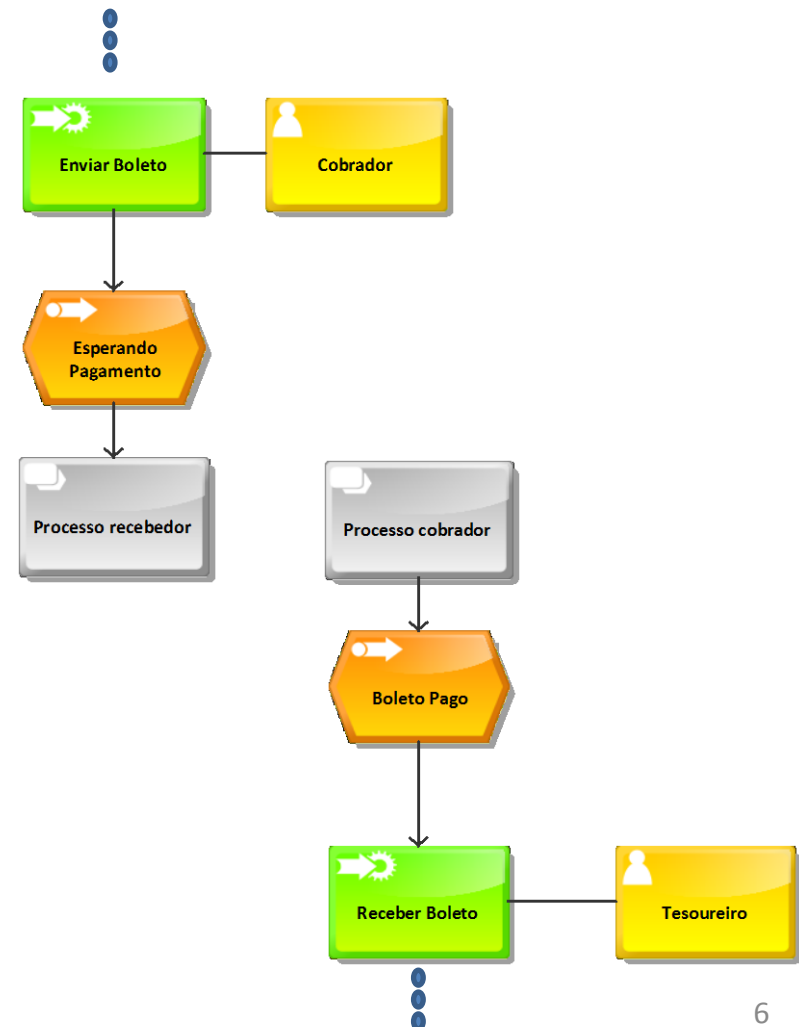 Enviar Boleto
Cobrador
Esperando
Pagamento
Processo recebedor
Processo cobrador
Boleto Pago
Receber Boleto
Tesoureiro
6